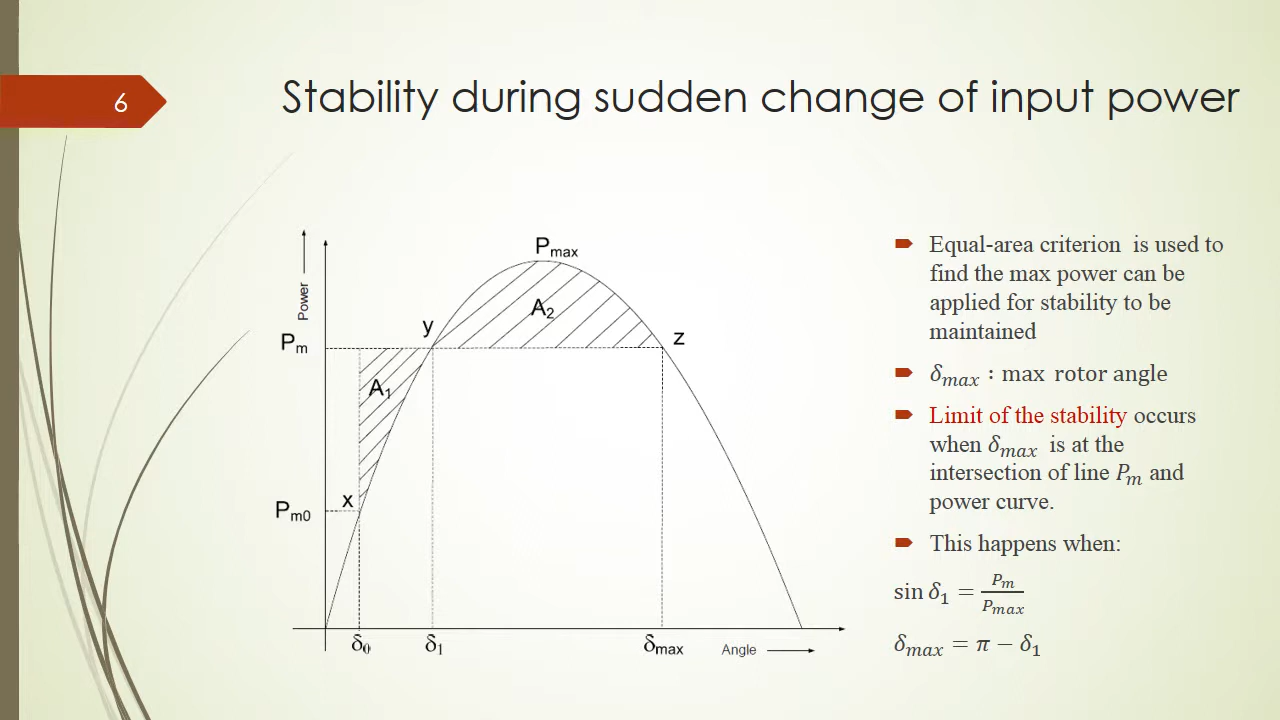 6
Stability during sudden change of input power
Power
Pmax
A2
y
z
Pm
A1
x
Pm0
δ0
δ1
δmax
Angle
Equal-area criterion is used to
find the max power can be
applied for stability to be
maintained
δmax : max rotor angle
Limit of the stability occurs
when δmax is at the
intersection of line Pm and
power curve.
This happens when:
sin δ1 = Pm/Pmax
δmax = π − δ1